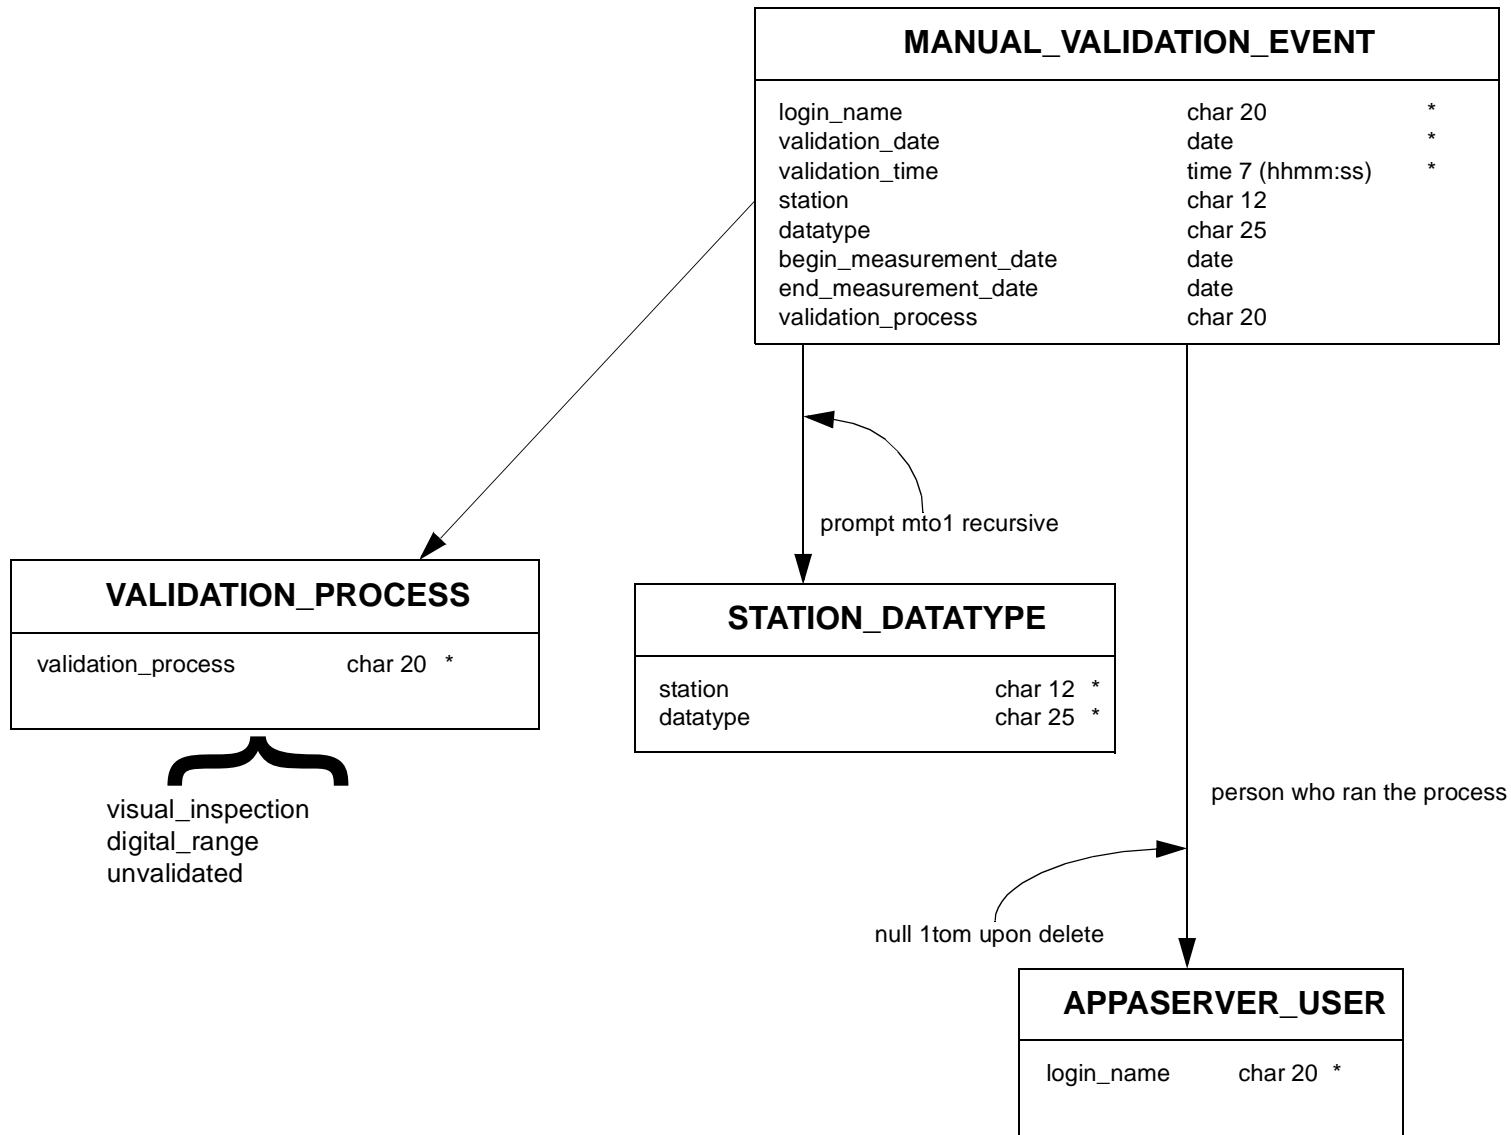 MANUAL_VALIDATION_EVENT
login_name char 20 *
validation_date date *
validation_time time 7 (hhmm:ss) *
station char 12
datatype char 25
begin_measurement_date date
end_measurement_date date
validation_process char 20
prompt mto1 recursive
VALIDATION_PROCESS
validation_process char 20 *
STATION_DATATYPE
station char 12 *
datatype char 25 *
visual_inspection
digital_range
unvalidated
person who ran the process
null 1tom upon delete
APPASERVER_USER
login_name char 20 *